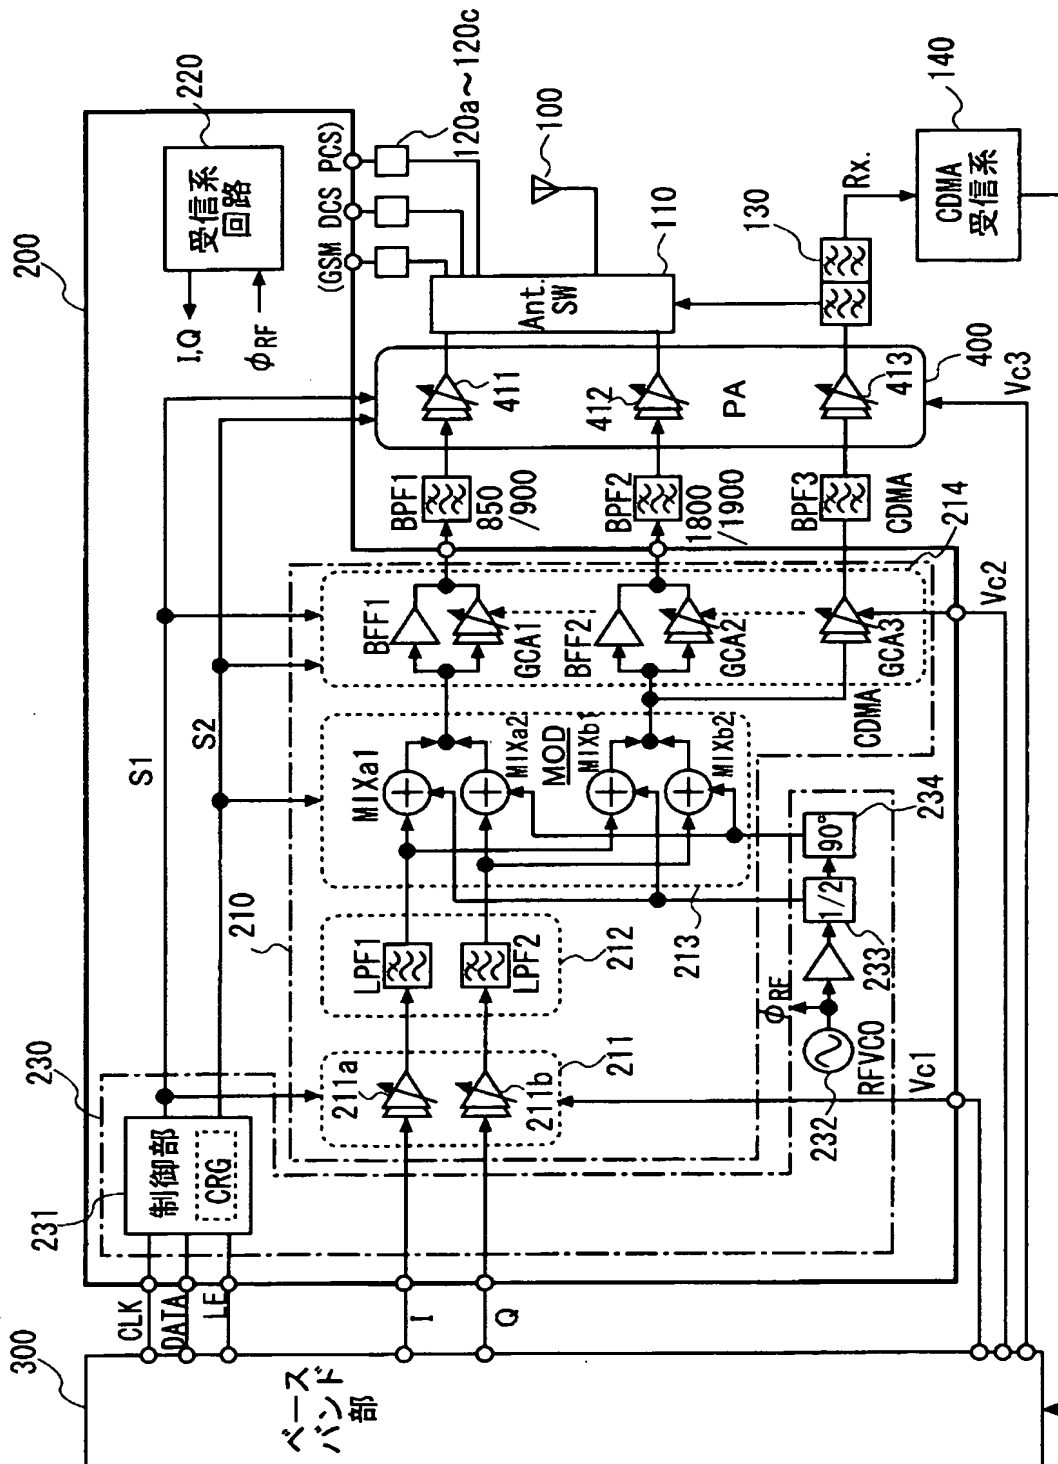 300
ベースバンド部
CLK
DATA
LE
I
Q
200
230
231
制御部
CRG
S1
S2
210
211a
211b
211
LPF1
LPF2
212
MIXa1
MIXa2
MOD
MIXb1
MIXb2
213
BFF1
GCA1
BFF2
GCA2
GCA3
CDMA
214
232
RFVCO
φRF
233
1/2
90°
234
Vc1
Vc2
Vc3
220
受信系
回路
I,Q
φRF
(GSM DCS PCS)
120a～120c
100
Ant.
SW
110
BPF1
850
/900
BPF2
1800
/1900
BPF3
CDMA
411
412
PA
413
400
130
Rx.
CDMA
受信系
140